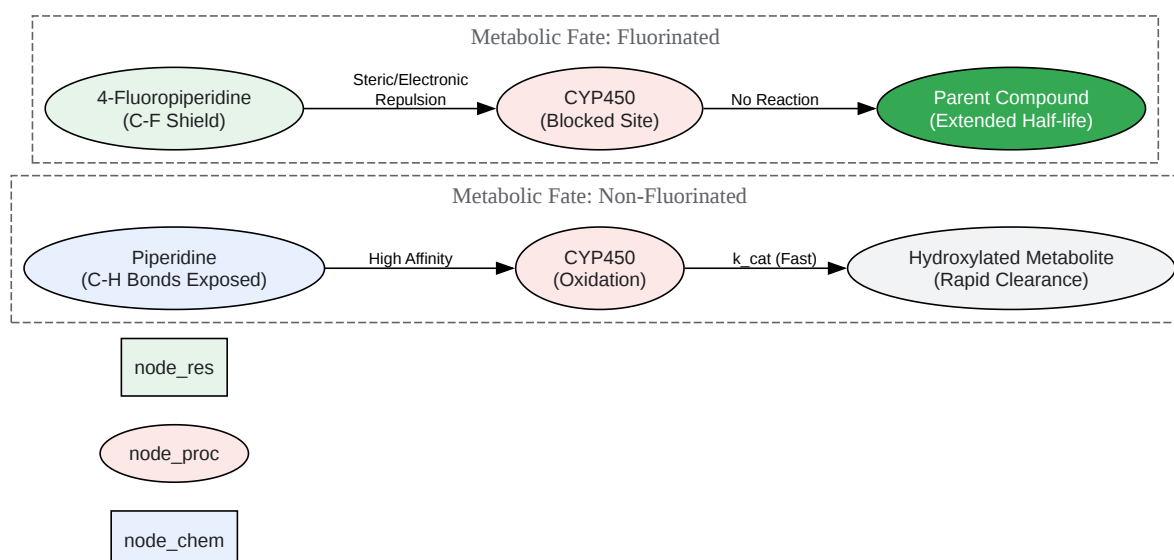 Metabolic Fate: Fluorinated
4-Fluoropiperidine
(C-F Shield)
Steric/Electronic
Repulsion
CYP450
(Blocked Site)
No Reaction
Parent Compound
(Extended Half-life)
Metabolic Fate: Non-Fluorinated
Piperidine
(C-H Bonds Exposed)
High Affinity
CYP450
(Oxidation)
k_cat (Fast)
Hydroxylated Metabolite
(Rapid Clearance)
node_res
node_proc
node_chem